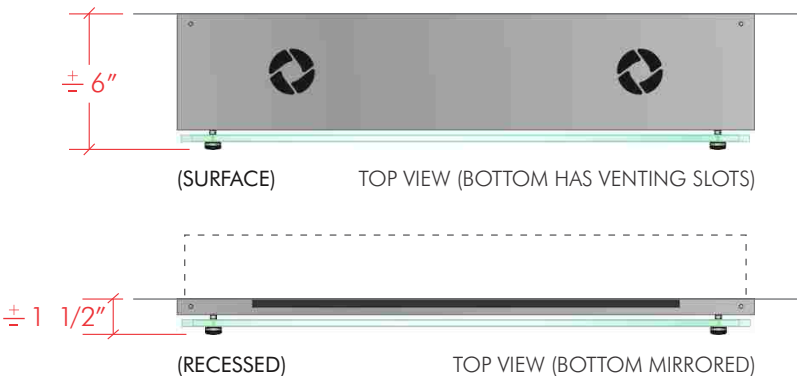 ± 6″
(SURFACE) TOP VIEW (BOTTOM HAS VENTING SLOTS)
± 1 1/2″
(RECESSED) TOP VIEW (BOTTOM MIRRORED)